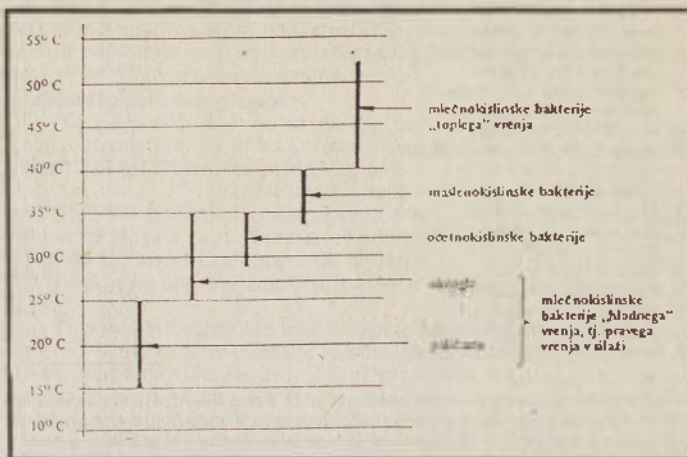 55° C
50° C
45° C
40° C
35° C
30° C
25° C
20° C
15° C
10° C
mlečnokislinske bakterije
„toplega“ vrenja
maslenokislinske bakterije
ocetnokislinske bakterije
mlečnokislinske
bakterije „hladnega“
vrenja, tj. pravega
vrenja v silaži